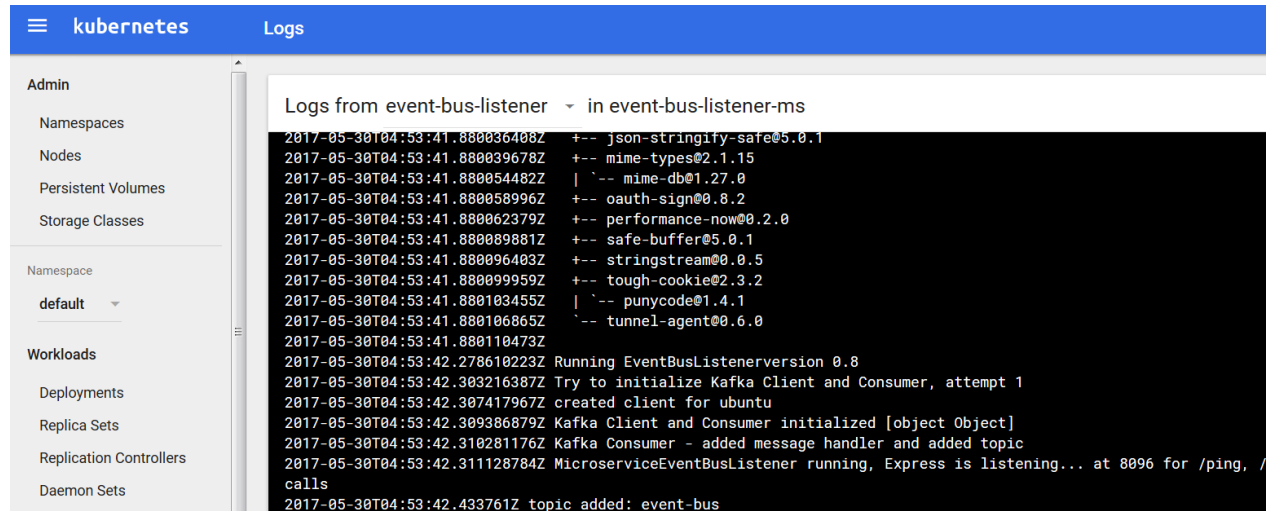 kubernetes
Logs
Admin
Namespaces
Nodes
Persistent Volumes
Storage Classes
Namespace
default
Workloads
Deployments
Replica Sets
Replication Controllers
Daemon Sets
Logs from event-bus-listener in event-bus-listener-ms
2017-05-30T04:53:41.880036408Z +-- json-stringify-safe@5.0.1
2017-05-30T04:53:41.880039678Z +-- mime-types@2.1.15
2017-05-30T04:53:41.880054482Z | `-- mime-db@1.27.0
2017-05-30T04:53:41.880058996Z +-- oauth-sign@0.8.2
2017-05-30T04:53:41.880062379Z +-- performance-now@0.2.0
2017-05-30T04:53:41.880089881Z +-- safe-buffer@5.0.1
2017-05-30T04:53:41.880096403Z +-- stringstream@0.0.5
2017-05-30T04:53:41.880099959Z +-- tough-cookie@2.3.2
2017-05-30T04:53:41.880103455Z | `-- punycode@1.4.1
2017-05-30T04:53:41.880106865Z `-- tunnel-agent@0.6.0
2017-05-30T04:53:41.880110473Z
2017-05-30T04:53:42.278610223Z Running EventBusListenerversion 0.8
2017-05-30T04:53:42.303216387Z Try to initialize Kafka Client and Consumer, attempt 1
2017-05-30T04:53:42.307417967Z created client for ubuntu
2017-05-30T04:53:42.309386879Z Kafka Client and Consumer initialized [object Object]
2017-05-30T04:53:42.310281176Z Kafka Consumer - added message handler and added topic
2017-05-30T04:53:42.311128784Z MicroserviceEventBusListener running, Express is listening... at 8096 for /ping, /
calls
2017-05-30T04:53:42.433761Z topic added: event-bus